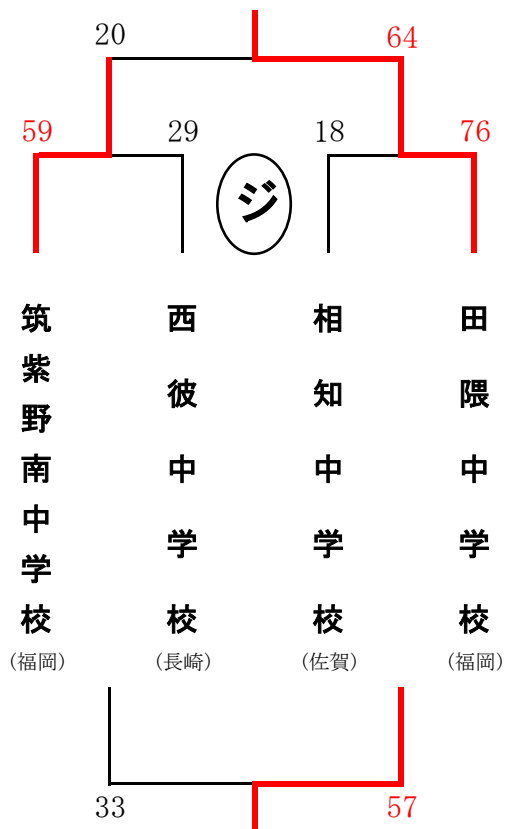 20 64
59 29 18 76
ジ
筑紫野南中学校
(福岡)
西彼中学校
(長崎)
相知中学校
(佐賀)
田隈中学校
(福岡)
33 57